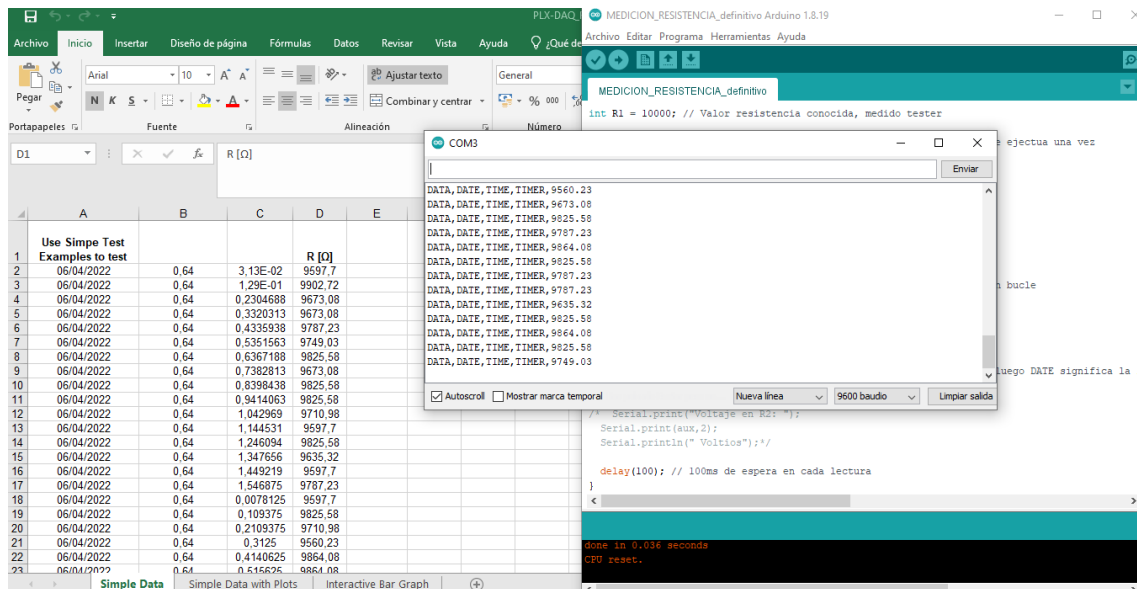 PLX-DAQ_
Archivo Inicio Insertar Diseño de página Fórmulas Datos Revisar Vista Ayuda ¿Qué de
Pegar
Arial 10 A A Ajustar texto General
N K S A Combinar y centrar % 000
Portapapeles Fuente Alineación Número
D1 fx R [Ω]
A B C D E
1 Use Simpe Test
Examples to test R [Ω]
2 06/04/2022 0,64 3,13E-02 9597,7
3 06/04/2022 0,64 1,29E-01 9902,72
4 06/04/2022 0,64 0,2304688 9673,08
5 06/04/2022 0,64 0,3320313 9673,08
6 06/04/2022 0,64 0,4335938 9787,23
7 06/04/2022 0,64 0,5351563 9749,03
8 06/04/2022 0,64 0,6367188 9825,58
9 06/04/2022 0,64 0,7382813 9673,08
10 06/04/2022 0,64 0,8398438 9825,58
11 06/04/2022 0,64 0,9414063 9825,58
12 06/04/2022 0,64 1,042969 9710,98
13 06/04/2022 0,64 1,144531 9597,7
14 06/04/2022 0,64 1,246094 9825,58
15 06/04/2022 0,64 1,347656 9635,32
16 06/04/2022 0,64 1,449219 9597,7
17 06/04/2022 0,64 1,546875 9787,23
18 06/04/2022 0,64 0,0078125 9597,7
19 06/04/2022 0,64 0,109375 9825,58
20 06/04/2022 0,64 0,2109375 9710,98
21 06/04/2022 0,64 0,3125 9560,23
22 06/04/2022 0,64 0,4140625 9864,08
23 06/04/2022 0,64 0,515625 9864,08
Simple Data Simple Data with Plots Interactive Bar Graph
MEDICION_RESISTENCIA_definitivo Arduino 1.8.19
Archivo Editar Programa Herramientas Ayuda
MEDICION_RESISTENCIA_definitivo
int R1 = 10000; // Valor resistencia conocida, medido tester
e ejectua una vez
n bucle
luego DATE significa la
COM3
Enviar
DATA,DATE,TIME,TIMER,9560.23
DATA,DATE,TIME,TIMER,9673.08
DATA,DATE,TIME,TIMER,9825.58
DATA,DATE,TIME,TIMER,9787.23
DATA,DATE,TIME,TIMER,9864.08
DATA,DATE,TIME,TIMER,9825.58
DATA,DATE,TIME,TIMER,9787.23
DATA,DATE,TIME,TIMER,9787.23
DATA,DATE,TIME,TIMER,9635.32
DATA,DATE,TIME,TIMER,9825.58
DATA,DATE,TIME,TIMER,9864.08
DATA,DATE,TIME,TIMER,9825.58
DATA,DATE,TIME,TIMER,9749.03
Autoscroll Mostrar marca temporal Nueva línea 9600 baudio Limpiar salida
/* Serial.print("Voltaje en R2: ");
Serial.print(aux,2);
Serial.println(" Voltios");*/
delay(100); // 100ms de espera en cada lectura
}
done in 0.036 seconds
CPU reset.